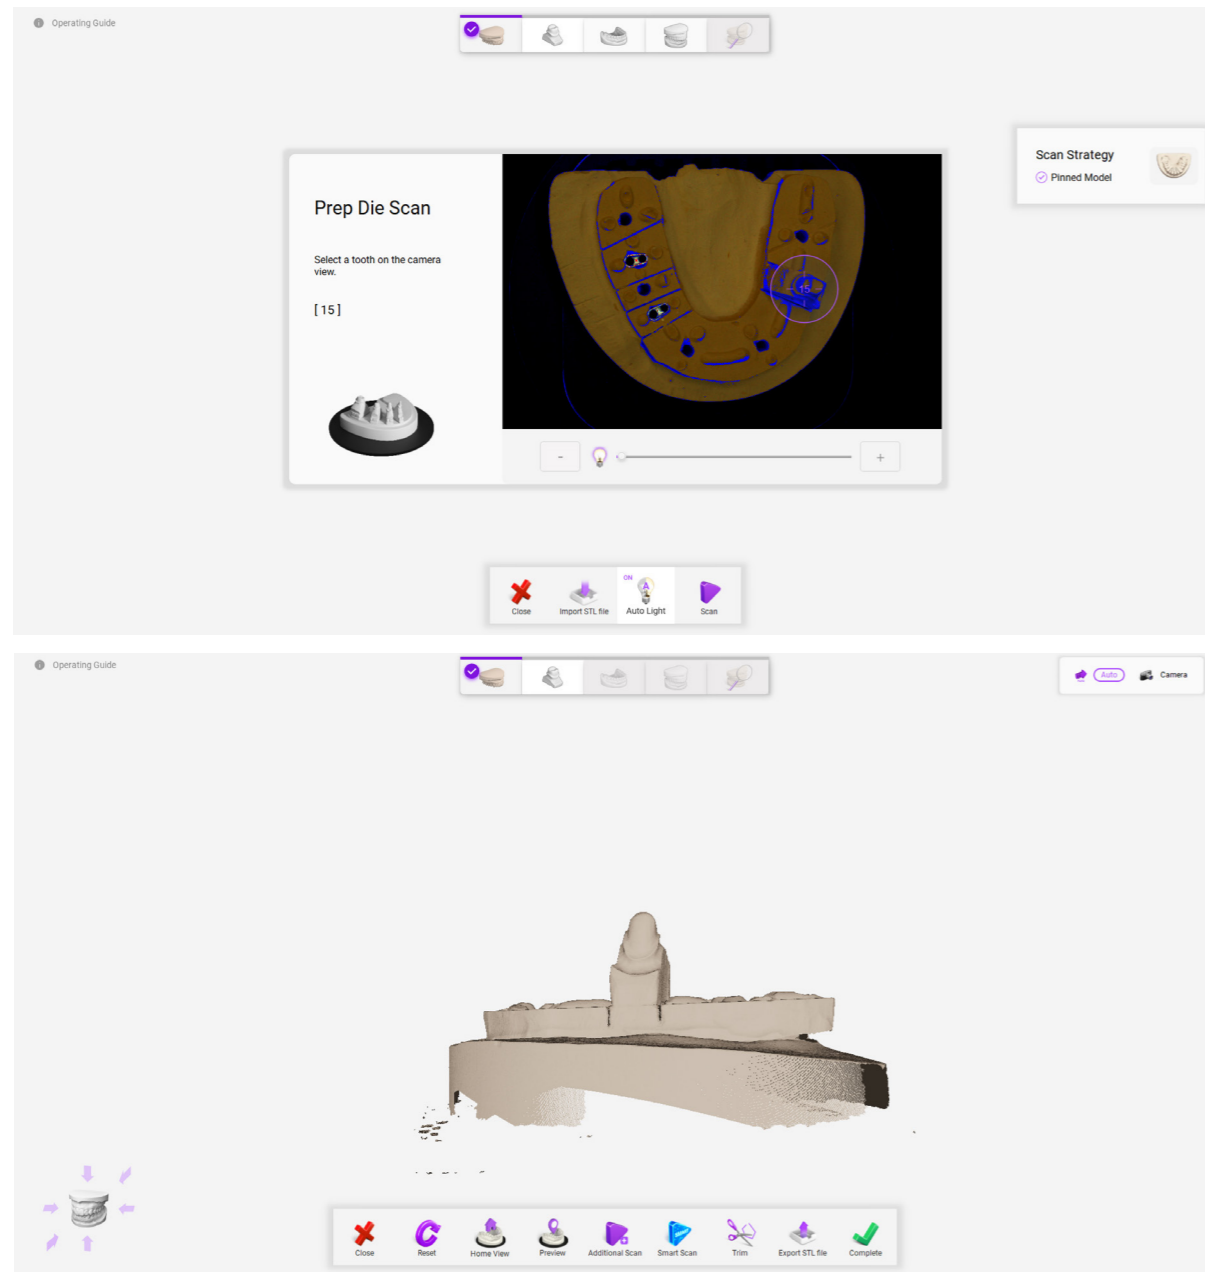 Operating Guide
Scan Strategy
Pinned Model
Prep Die Scan
Select a tooth on the camera
view.
[ 15 ]
15
-
+
ON
A
Close
Import STL file
Auto Light
Scan
Operating Guide
Auto
Camera
Close
Reset
Home View
Preview
Additional Scan
Smart Scan
Trim
Export STL file
Complete